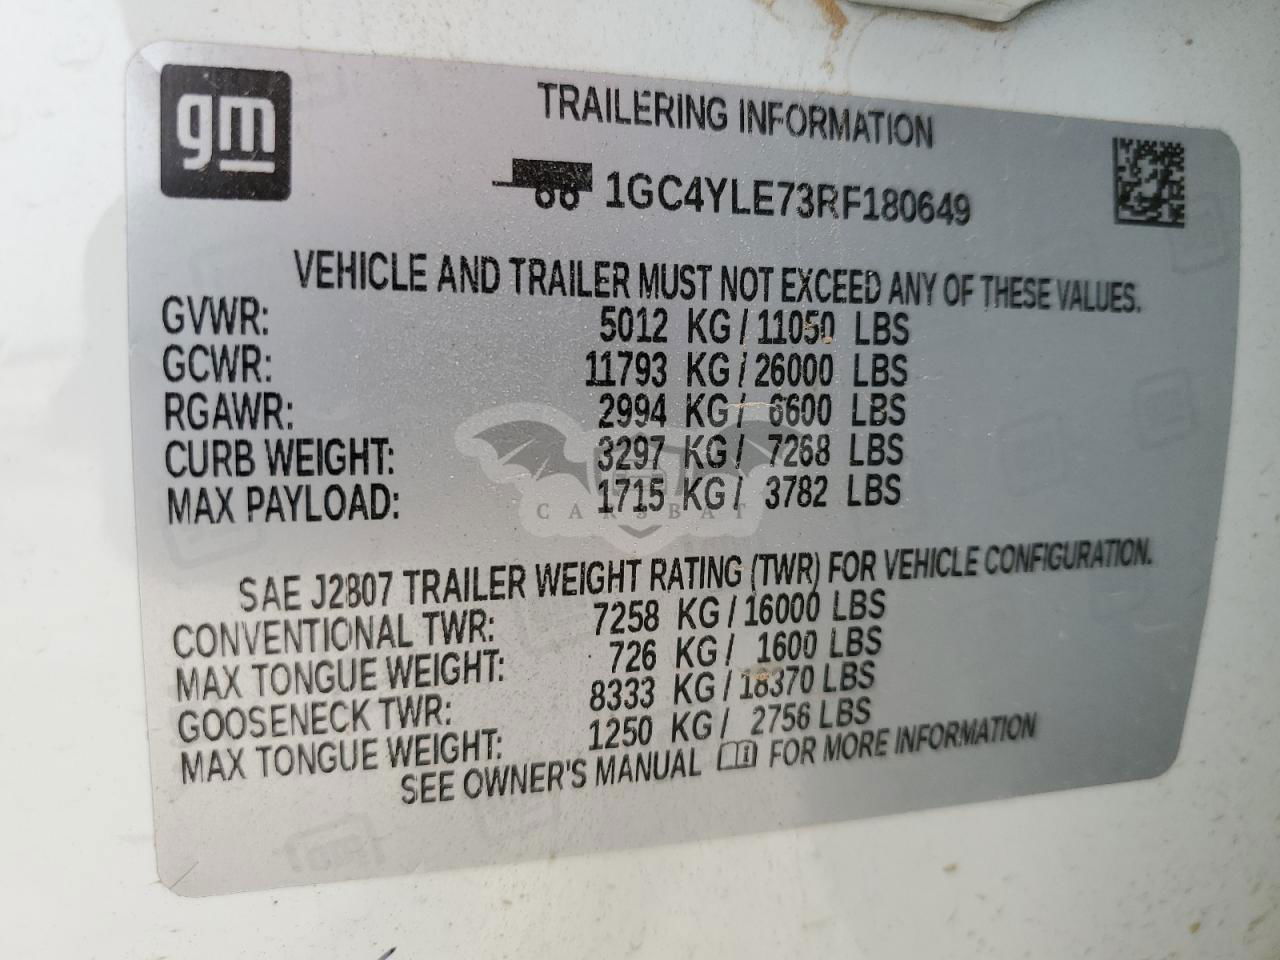 gm
TRAILERING INFORMATION
1GC4YLE73RF180649
VEHICLE AND TRAILER MUST NOT EXCEED ANY OF THESE VALUES.
GVWR: 5012 KG / 11050 LBS
GCWR: 11793 KG / 26000 LBS
RGAWR: 2994 KG / 6600 LBS
CURB WEIGHT: 3297 KG / 7268 LBS
MAX PAYLOAD: 1715 KG / 3782 LBS
CARSBAT
SAE J2807 TRAILER WEIGHT RATING (TWR) FOR VEHICLE CONFIGURATION.
CONVENTIONAL TWR: 7258 KG / 16000 LBS
MAX TONGUE WEIGHT: 726 KG / 1600 LBS
GOOSENECK TWR: 8333 KG / 18370 LBS
MAX TONGUE WEIGHT: 1250 KG / 2756 LBS
SEE OWNER'S MANUAL FOR MORE INFORMATION